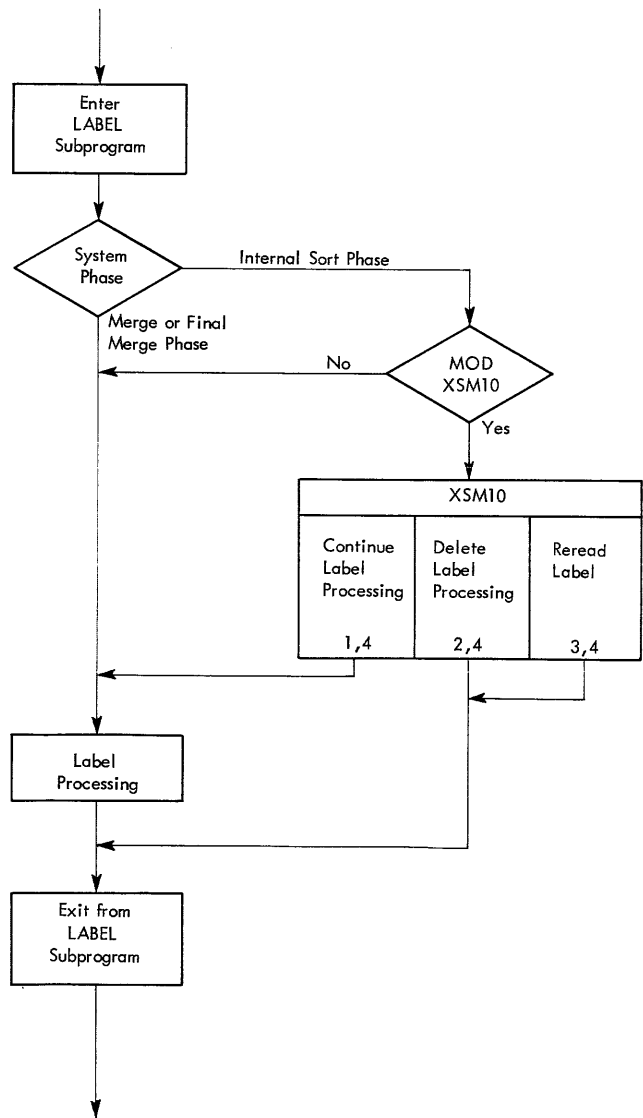 Enter
LABEL
Subprogram
System
Phase
Internal Sort Phase
Merge or Final
Merge Phase
No
MOD
XSM10
Yes
XSM10
Continue
Label
Processing
1,4
Delete
Label
Processing
2,4
Reread
Label
3,4
Label
Processing
Exit from
LABEL
Subprogram